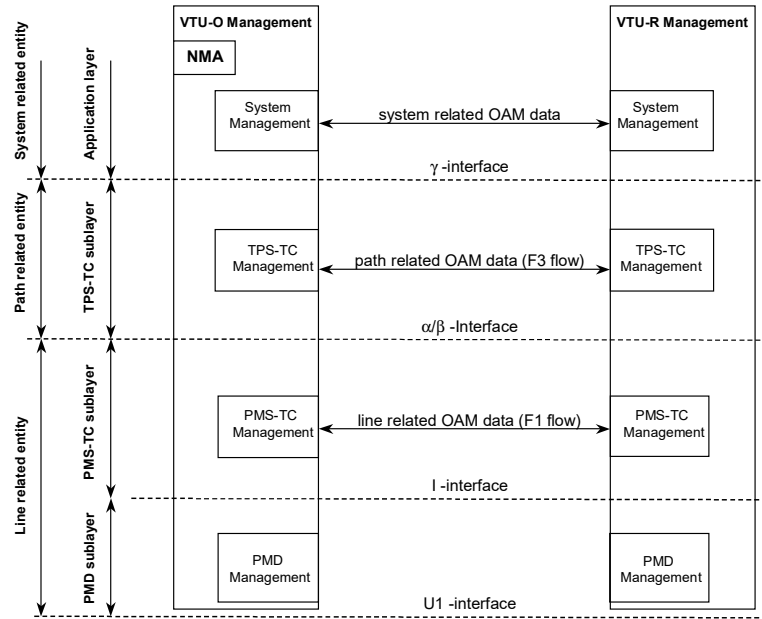 VTU-O Management
VTU-R Management
NMA
System related entity
Application layer
System
Management
system related OAM data
System
Management
γ -interface
Path related entity
TPS-TC sublayer
TPS-TC
Management
path related OAM data (F3 flow)
TPS-TC
Management
α/β -Interface
Line related entity
PMS-TC sublayer
PMS-TC
Management
line related OAM data (F1 flow)
PMS-TC
Management
I -interface
PMD sublayer
PMD
Management
PMD
Management
U1 -interface